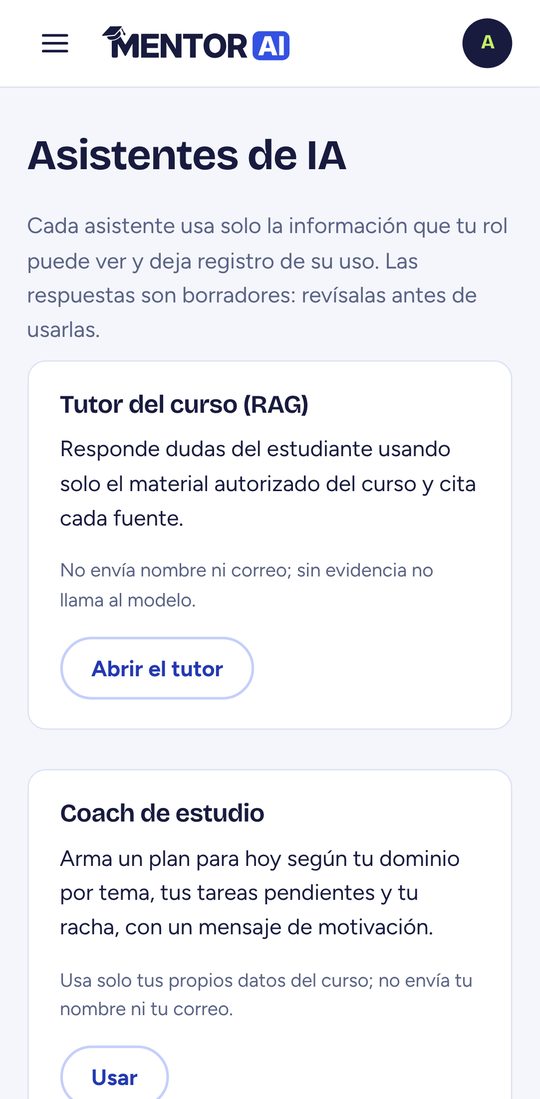 MENTOR AI
A
Asistentes de IA
Cada asistente usa solo la información que tu rol
puede ver y deja registro de su uso. Las
respuestas son borradores: revísalas antes de
usarlas.
Tutor del curso (RAG)
Responde dudas del estudiante usando
solo el material autorizado del curso y cita
cada fuente.
No envía nombre ni correo; sin evidencia no
llama al modelo.
Abrir el tutor
Coach de estudio
Arma un plan para hoy según tu dominio
por tema, tus tareas pendientes y tu
racha, con un mensaje de motivación.
Usa solo tus propios datos del curso; no envía tu
nombre ni tu correo.
Usar